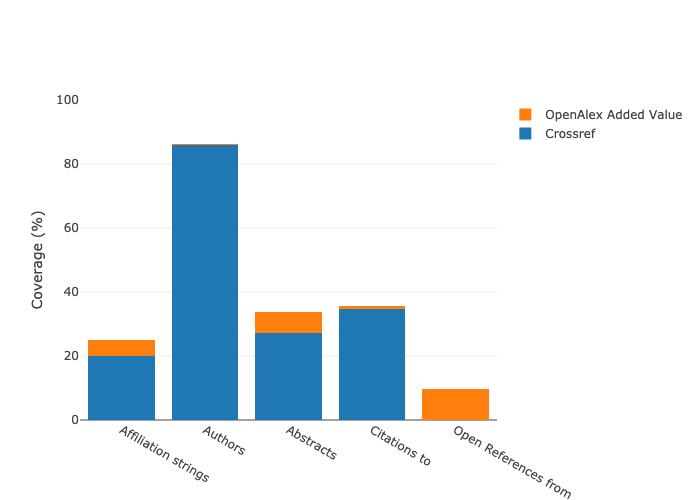 100
80
60
40
20
0
Coverage (%)
Affiliation strings
Authors
Abstracts
Citations to
Open References from
OpenAlex Added Value
Crossref